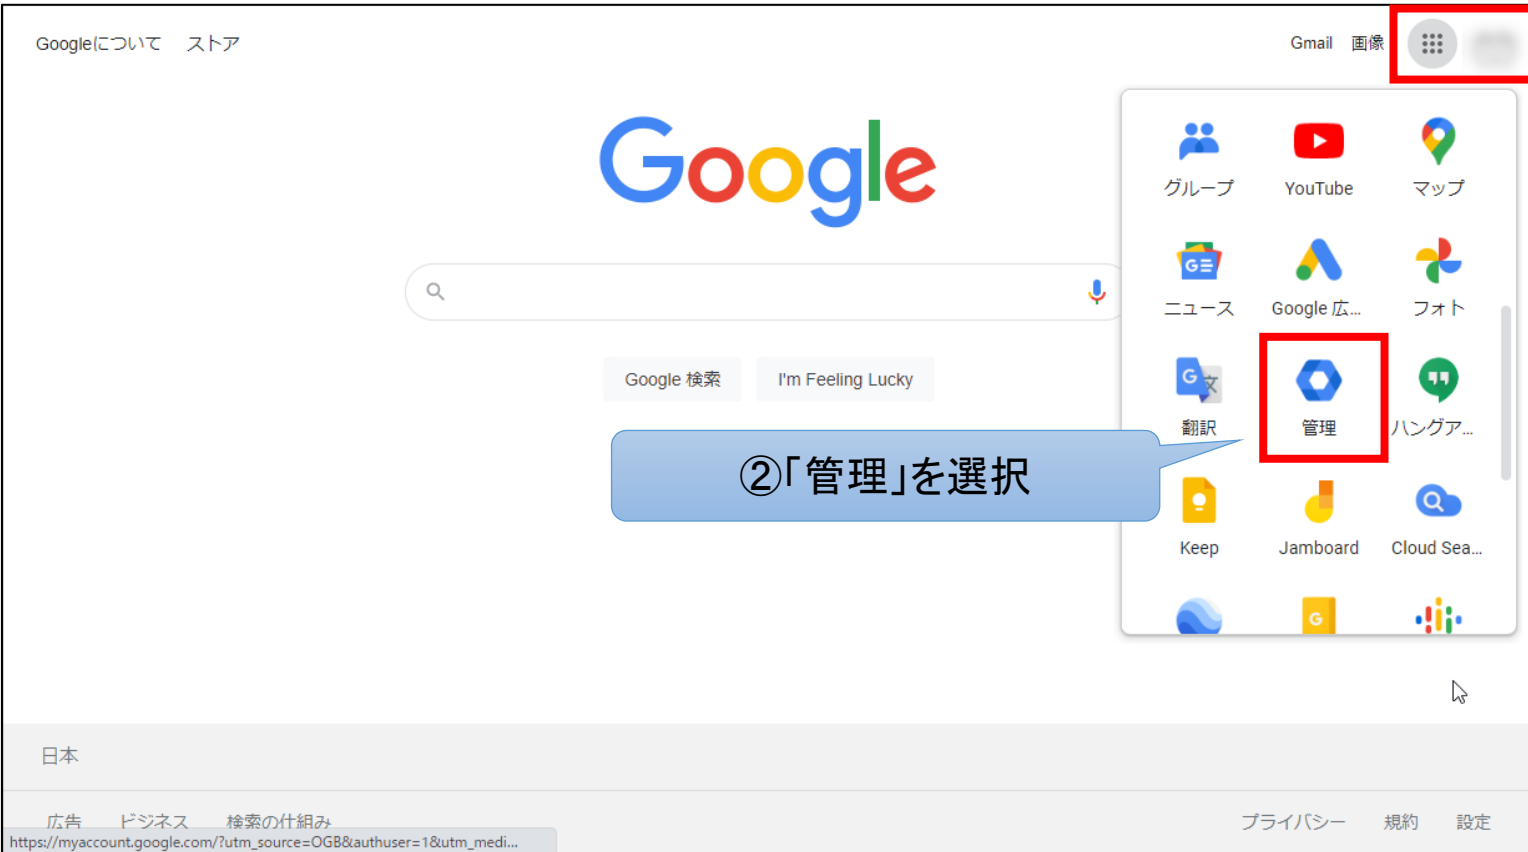 Googleについて ストア
Gmail 画像
Google
グループ YouTube マップ
GE
ニュース Google 広... フォト
Google 検索 I'm Feeling Lucky
G 文
翻訳 管理 ハングア...
②「管理」を選択
Keep Jamboard Cloud Sea...
G
日本
広告 ビジネス 検索の仕組み
プライバシー 規約 設定
https://myaccount.google.com/?utm_source=OGB&authuser=1&utm_medi...